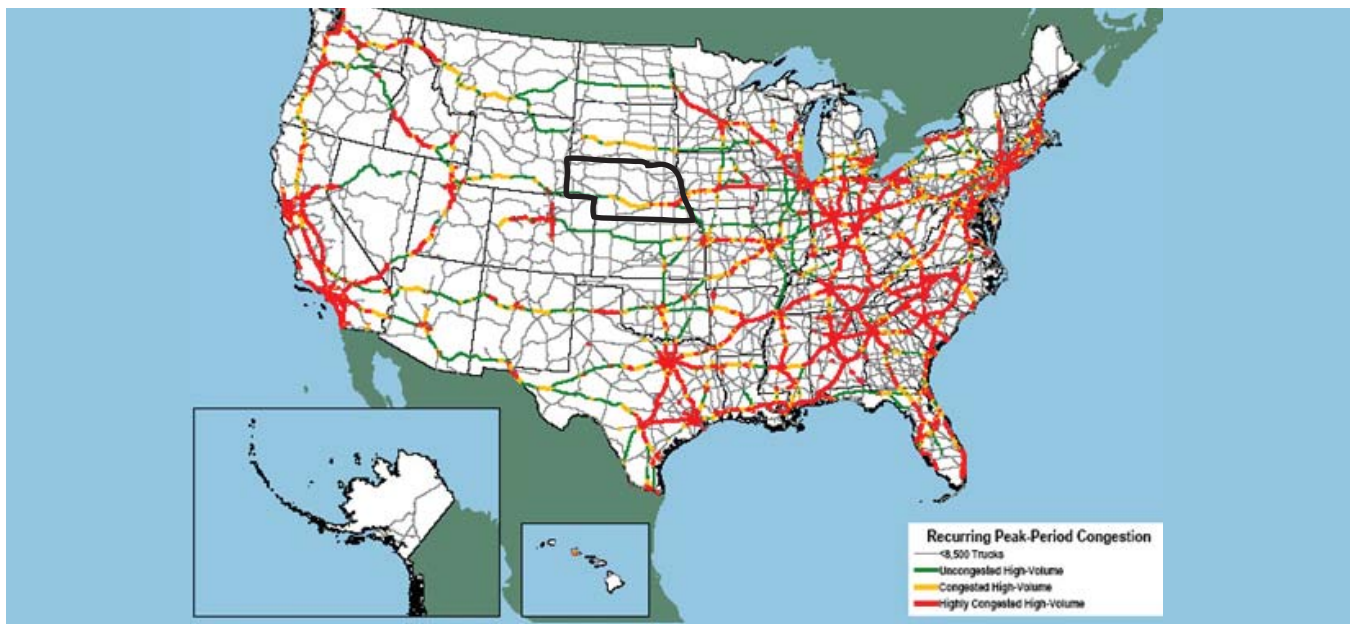 Recurring Peak-Period Congestion
<8,500 Trucks
Uncongested High-Volume
Congested High-Volume
Highly Congested High-Volume